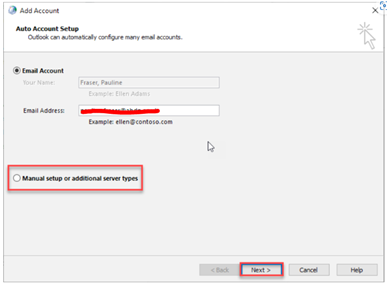 Add Account
Auto Account Setup
Outlook can automatically configure many email accounts.
Email Account
Your Name: Fraser, Pauline
Example: Ellen Adams
Email Address:
Example: ellen@contoso.com
Manual setup or additional server types
< Back Next > Cancel Help